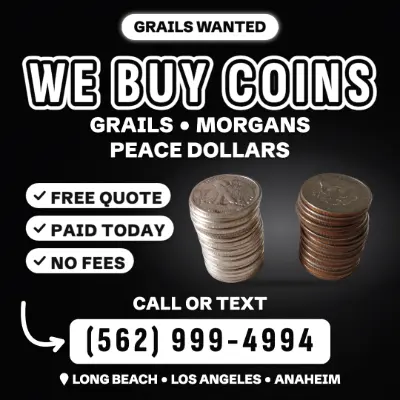 GRAILS WANTED
WE BUY COINS
GRAILS • MORGANS
PEACE DOLLARS
FREE QUOTE
PAID TODAY
NO FEES
CALL OR TEXT
(562) 999-4994
LONG BEACH • LOS ANGELES • ANAHEIM